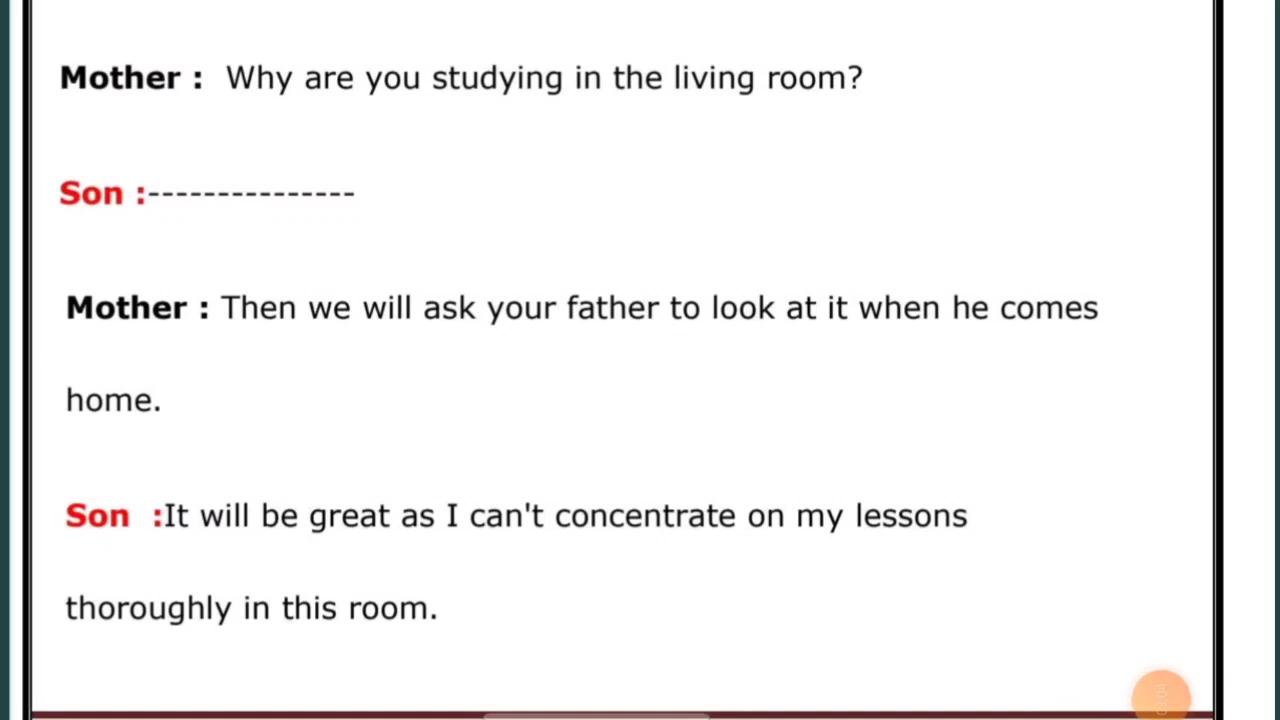 Mother : Why are you studying in the living room?
Son :---------------
Mother : Then we will ask your father to look at it when he comes
home.
Son :It will be great as I can't concentrate on my lessons
thoroughly in this room.